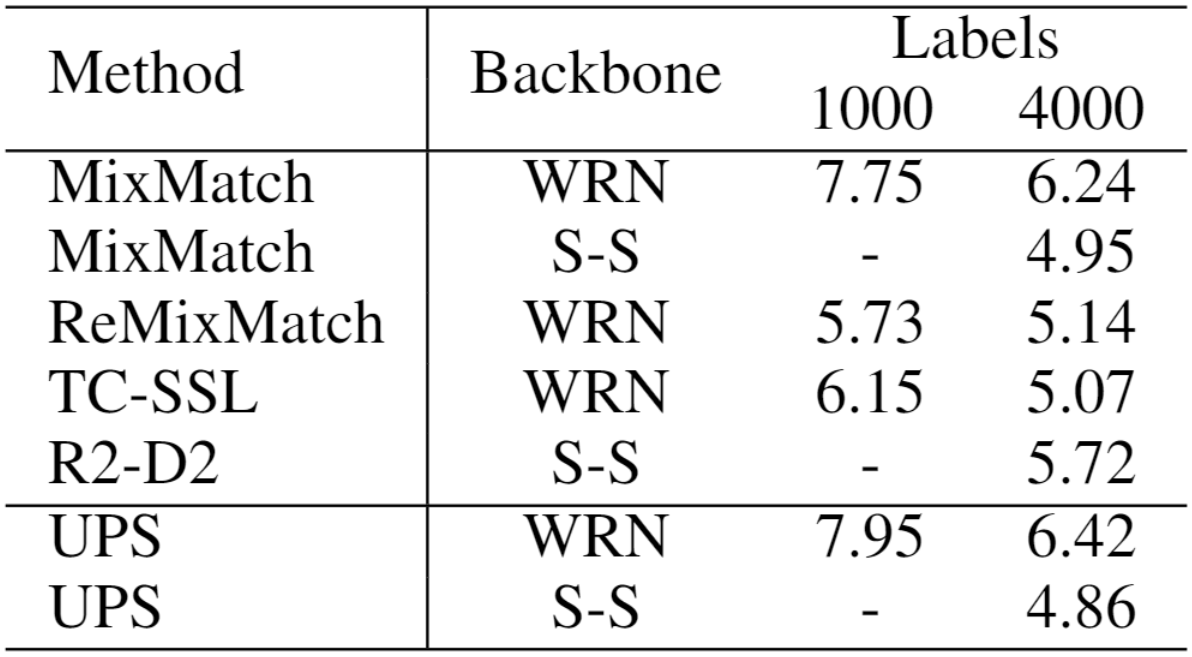 Method Backbone Labels
1000 4000
MixMatch WRN 7.75 6.24
MixMatch S-S - 4.95
ReMixMatch WRN 5.73 5.14
TC-SSL WRN 6.15 5.07
R2-D2 S-S - 5.72
UPS WRN 7.95 6.42
UPS S-S - 4.86